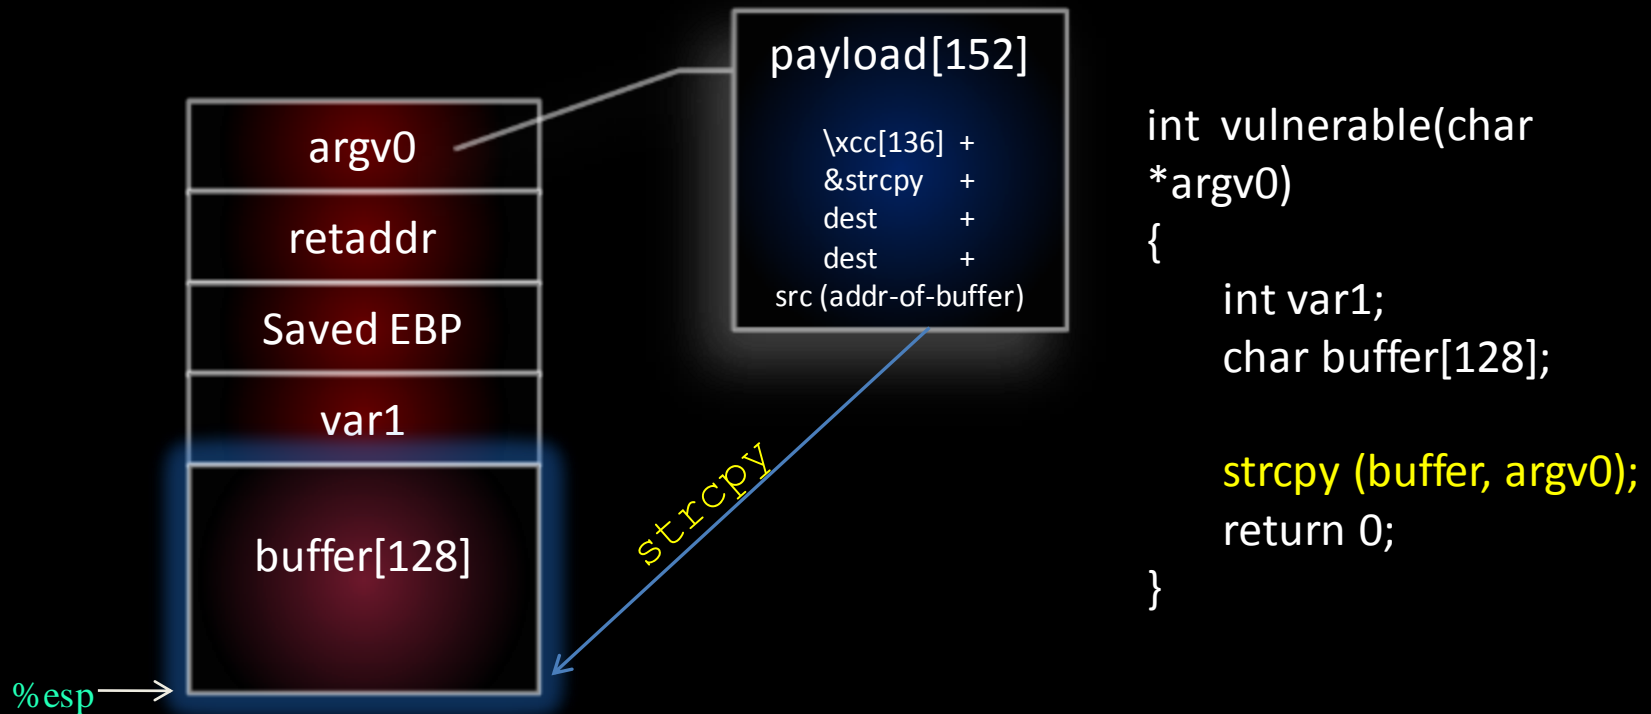 argv0
retaddr
Saved EBP
var1
buffer[128]
%esp
payload[152]
\xcc[136] +
&strcpy +
dest +
dest +
src (addr-of-buffer)
strcpy
int vulnerable(char
*argv0)
{
int var1;
char buffer[128];
strcpy (buffer, argv0);
return 0;
}